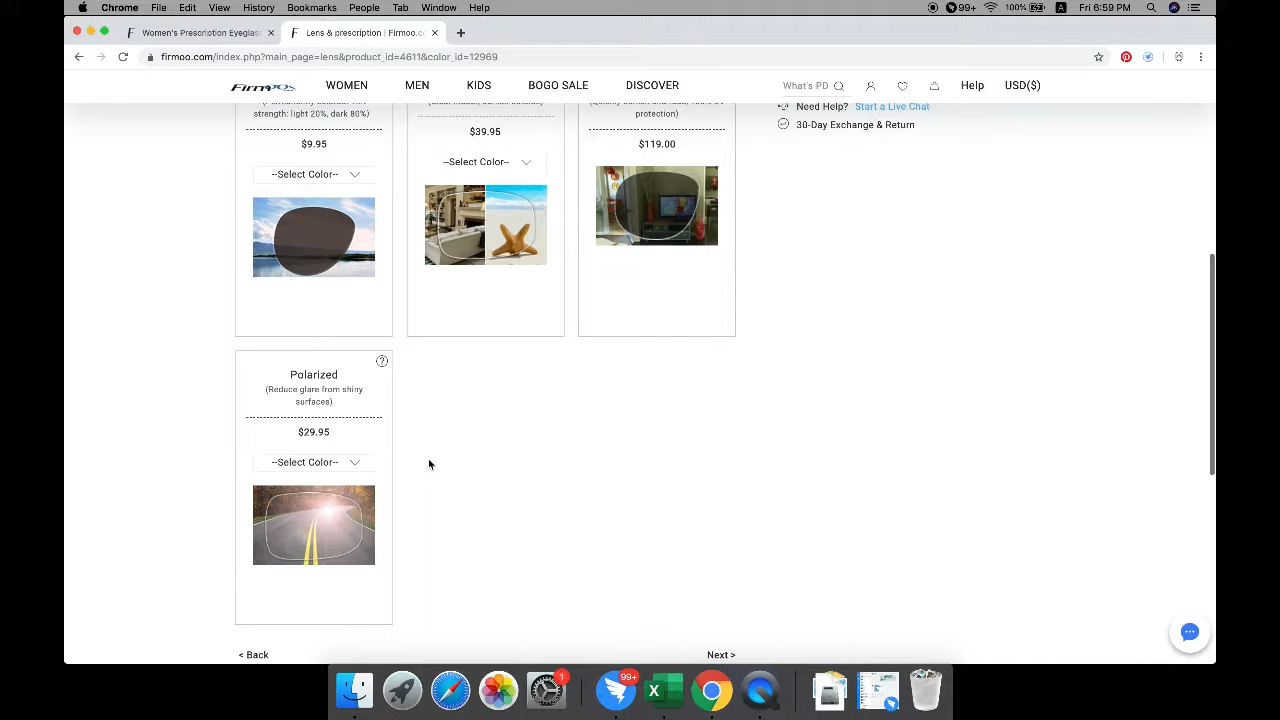 Chrome File Edit View History Bookmarks People Tab Window Help
99+ 100% A Fri 6:59 PM
Women's Prescription Eyeglass
Lens & prescription | Firmoo.co
firmoo.com/index.php?main_page=lens&product_id=4611&color_id=12969
Firmoo WOMEN MEN KIDS BOGO SALE DISCOVER What's PD Help USD($)
strength: light 20%, dark 80%)
$9.95
--Select Color--
$39.95
--Select Color--
protection)
$119.00
Need Help? Start a Live Chat
30-Day Exchange & Return
Polarized
?
(Reduce glare from shiny
surfaces)
$29.95
--Select Color--
< Back
Next >
1
99+
X